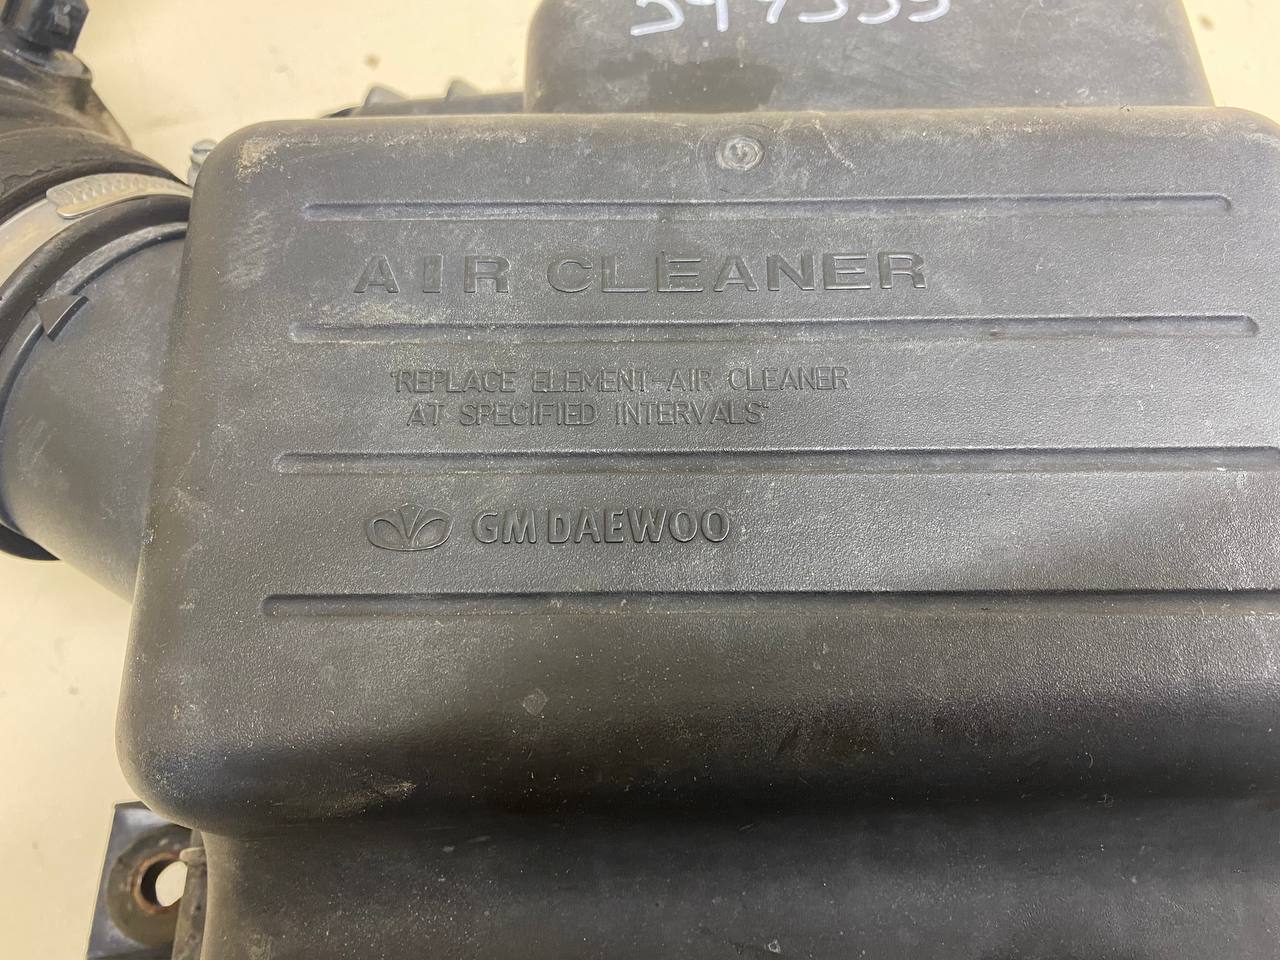 AIR CLEANER
"REPLACE ELEMENT-AIR CLEANER
AT SPECIFIED INTERVALS"
GM DAEWOO